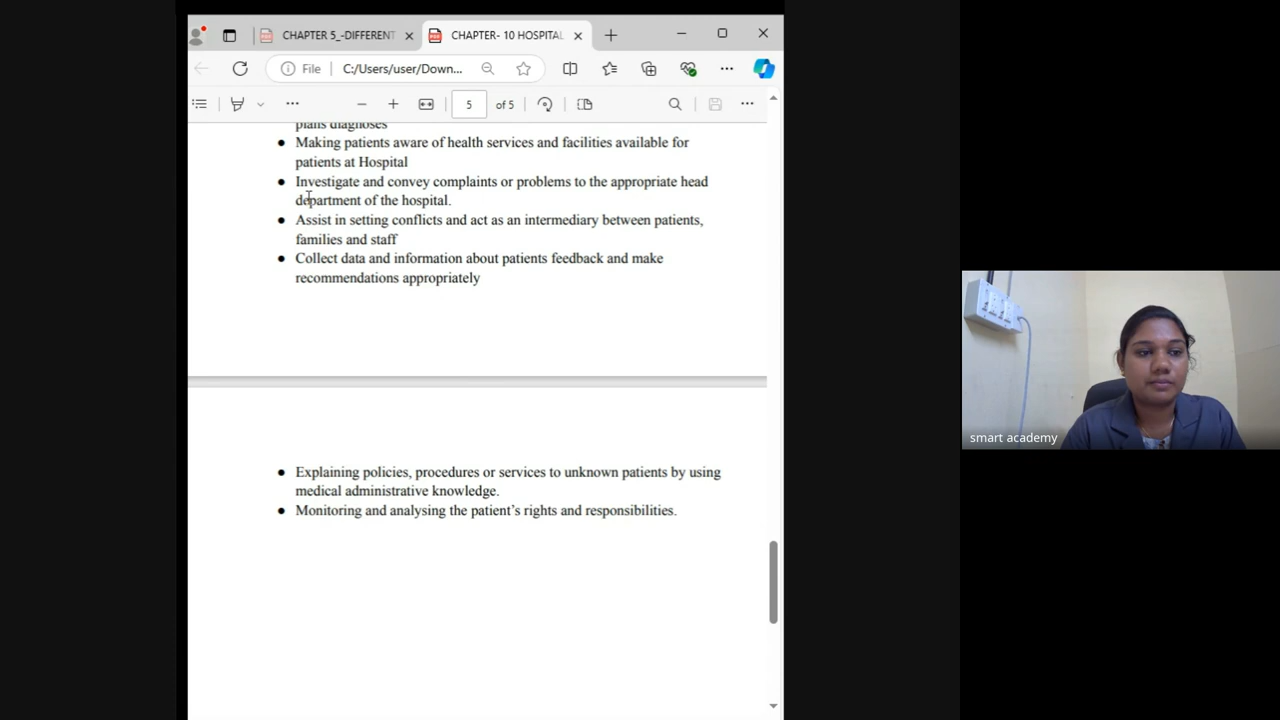 CHAPTER 5_-DIFFERENT
CHAPTER- 10 HOSPITAL
File
C:/Users/user/Down...
5
of 5
plans diagnoses
● Making patients aware of health services and facilities available for
patients at Hospital
● Investigate and convey complaints or problems to the appropriate head
department of the hospital.
● Assist in setting conflicts and act as an intermediary between patients,
families and staff
● Collect data and information about patients feedback and make
recommendations appropriately
● Explaining policies, procedures or services to unknown patients by using
medical administrative knowledge.
● Monitoring and analysing the patient's rights and responsibilities.
smart academy